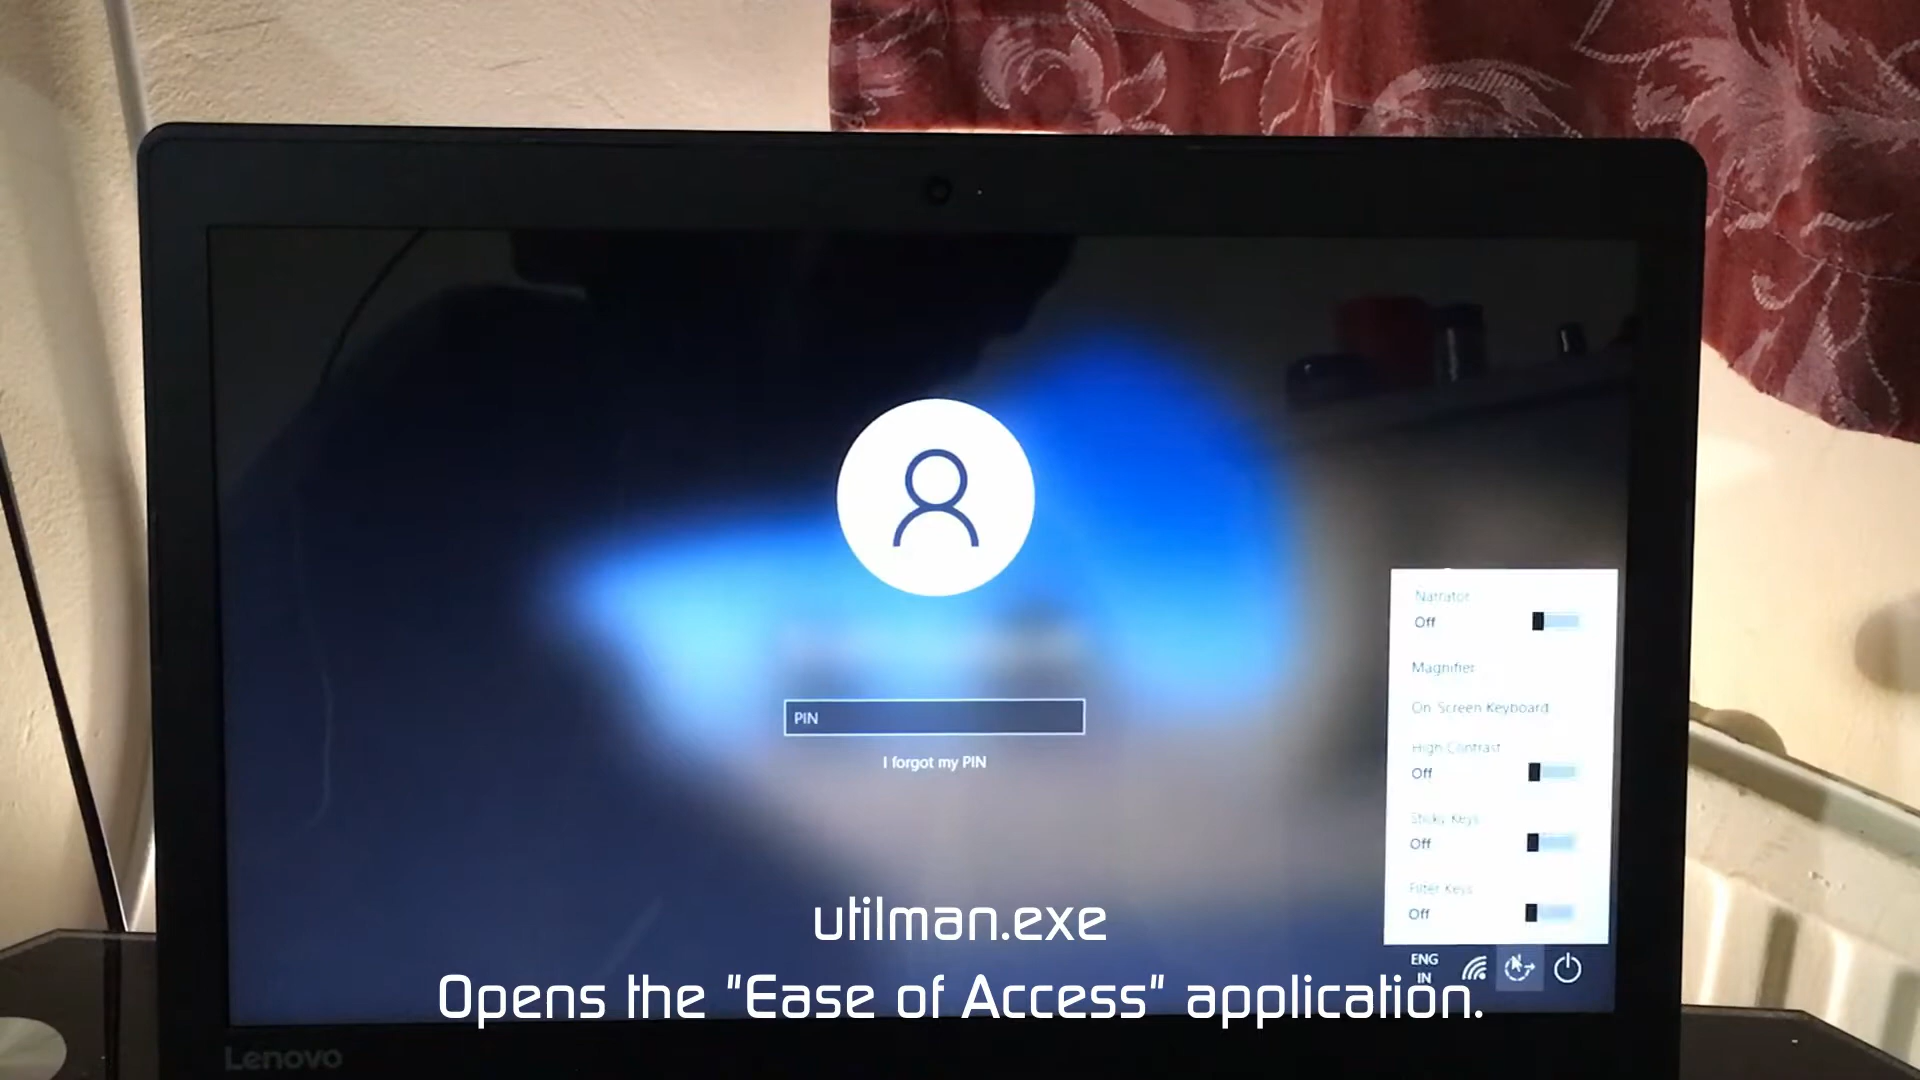 PIN
I forgot my PIN
Narrator
Off
Magnifier
On-Screen Keyboard
High Contrast
Off
Sticky Keys
Off
Filter Keys
Off
ENG
IN
utilman.exe
Opens the "Ease of Access" application.
Lenovo